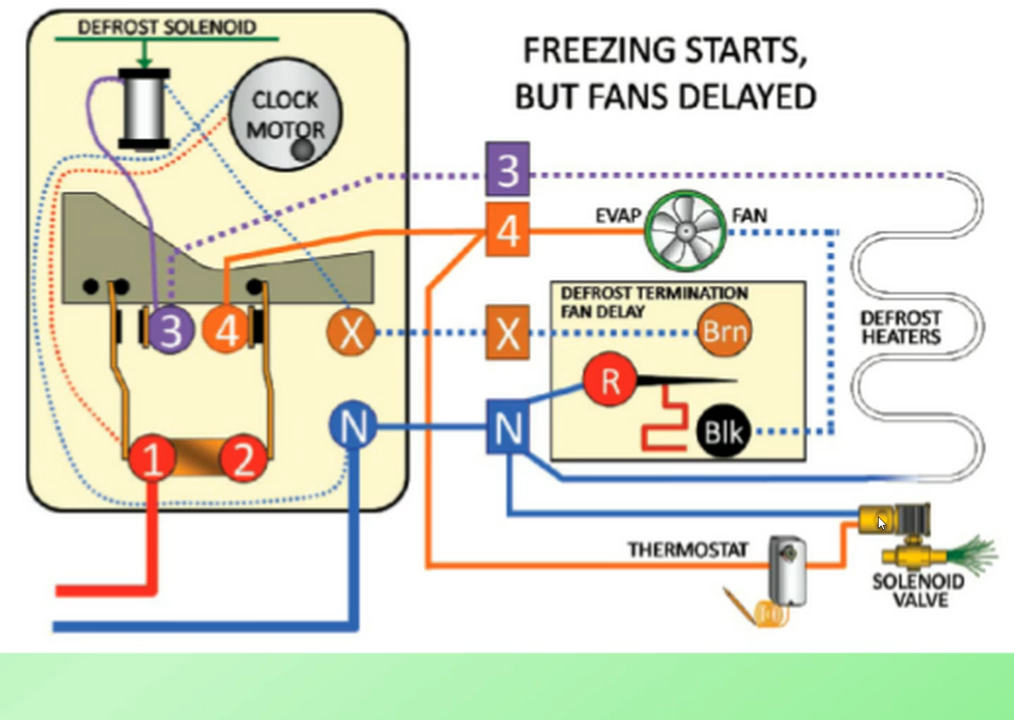 DEFROST SOLENOID
FREEZING STARTS,
BUT FANS DELAYED
CLOCK
MOTOR
3
4
EVAP
FAN
DEFROST TERMINATION
FAN DELAY
3
4
X
X
Brn
DEFROST
HEATERS
R
N
N
Blk
1
2
THERMOSTAT
SOLENOID
VALVE